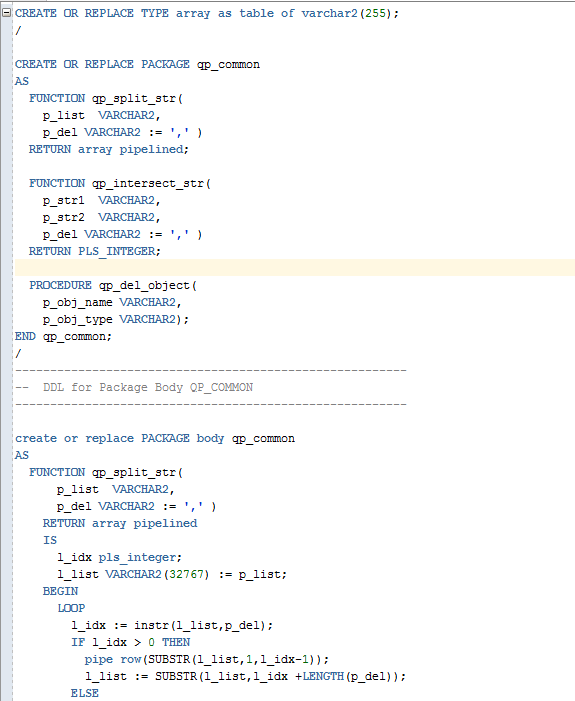 CREATE OR REPLACE TYPE array as table of varchar2(255);
/
CREATE OR REPLACE PACKAGE qp_common
AS
  FUNCTION qp_split_str(
    p_list  VARCHAR2,
    p_del VARCHAR2 := ',' )
  RETURN array pipelined;

  FUNCTION qp_intersect_str(
    p_str1  VARCHAR2,
    p_str2  VARCHAR2,
    p_del VARCHAR2 := ',' )
  RETURN PLS_INTEGER;

  PROCEDURE qp_del_object(
    p_obj_name VARCHAR2,
    p_obj_type VARCHAR2);
END qp_common;
/
--------------------------------------------------------
--  DDL for Package Body QP_COMMON
--------------------------------------------------------

create or replace PACKAGE body qp_common
AS
  FUNCTION qp_split_str(
      p_list  VARCHAR2,
      p_del VARCHAR2 := ',' )
    RETURN array pipelined
    IS
      l_idx pls_integer;
      l_list VARCHAR2(32767) := p_list;
    BEGIN
      LOOP
        l_idx := instr(l_list,p_del);
        IF l_idx > 0 THEN
          pipe row(SUBSTR(l_list,1,l_idx-1));
          l_list := SUBSTR(l_list,l_idx +LENGTH(p_del));
        ELSE